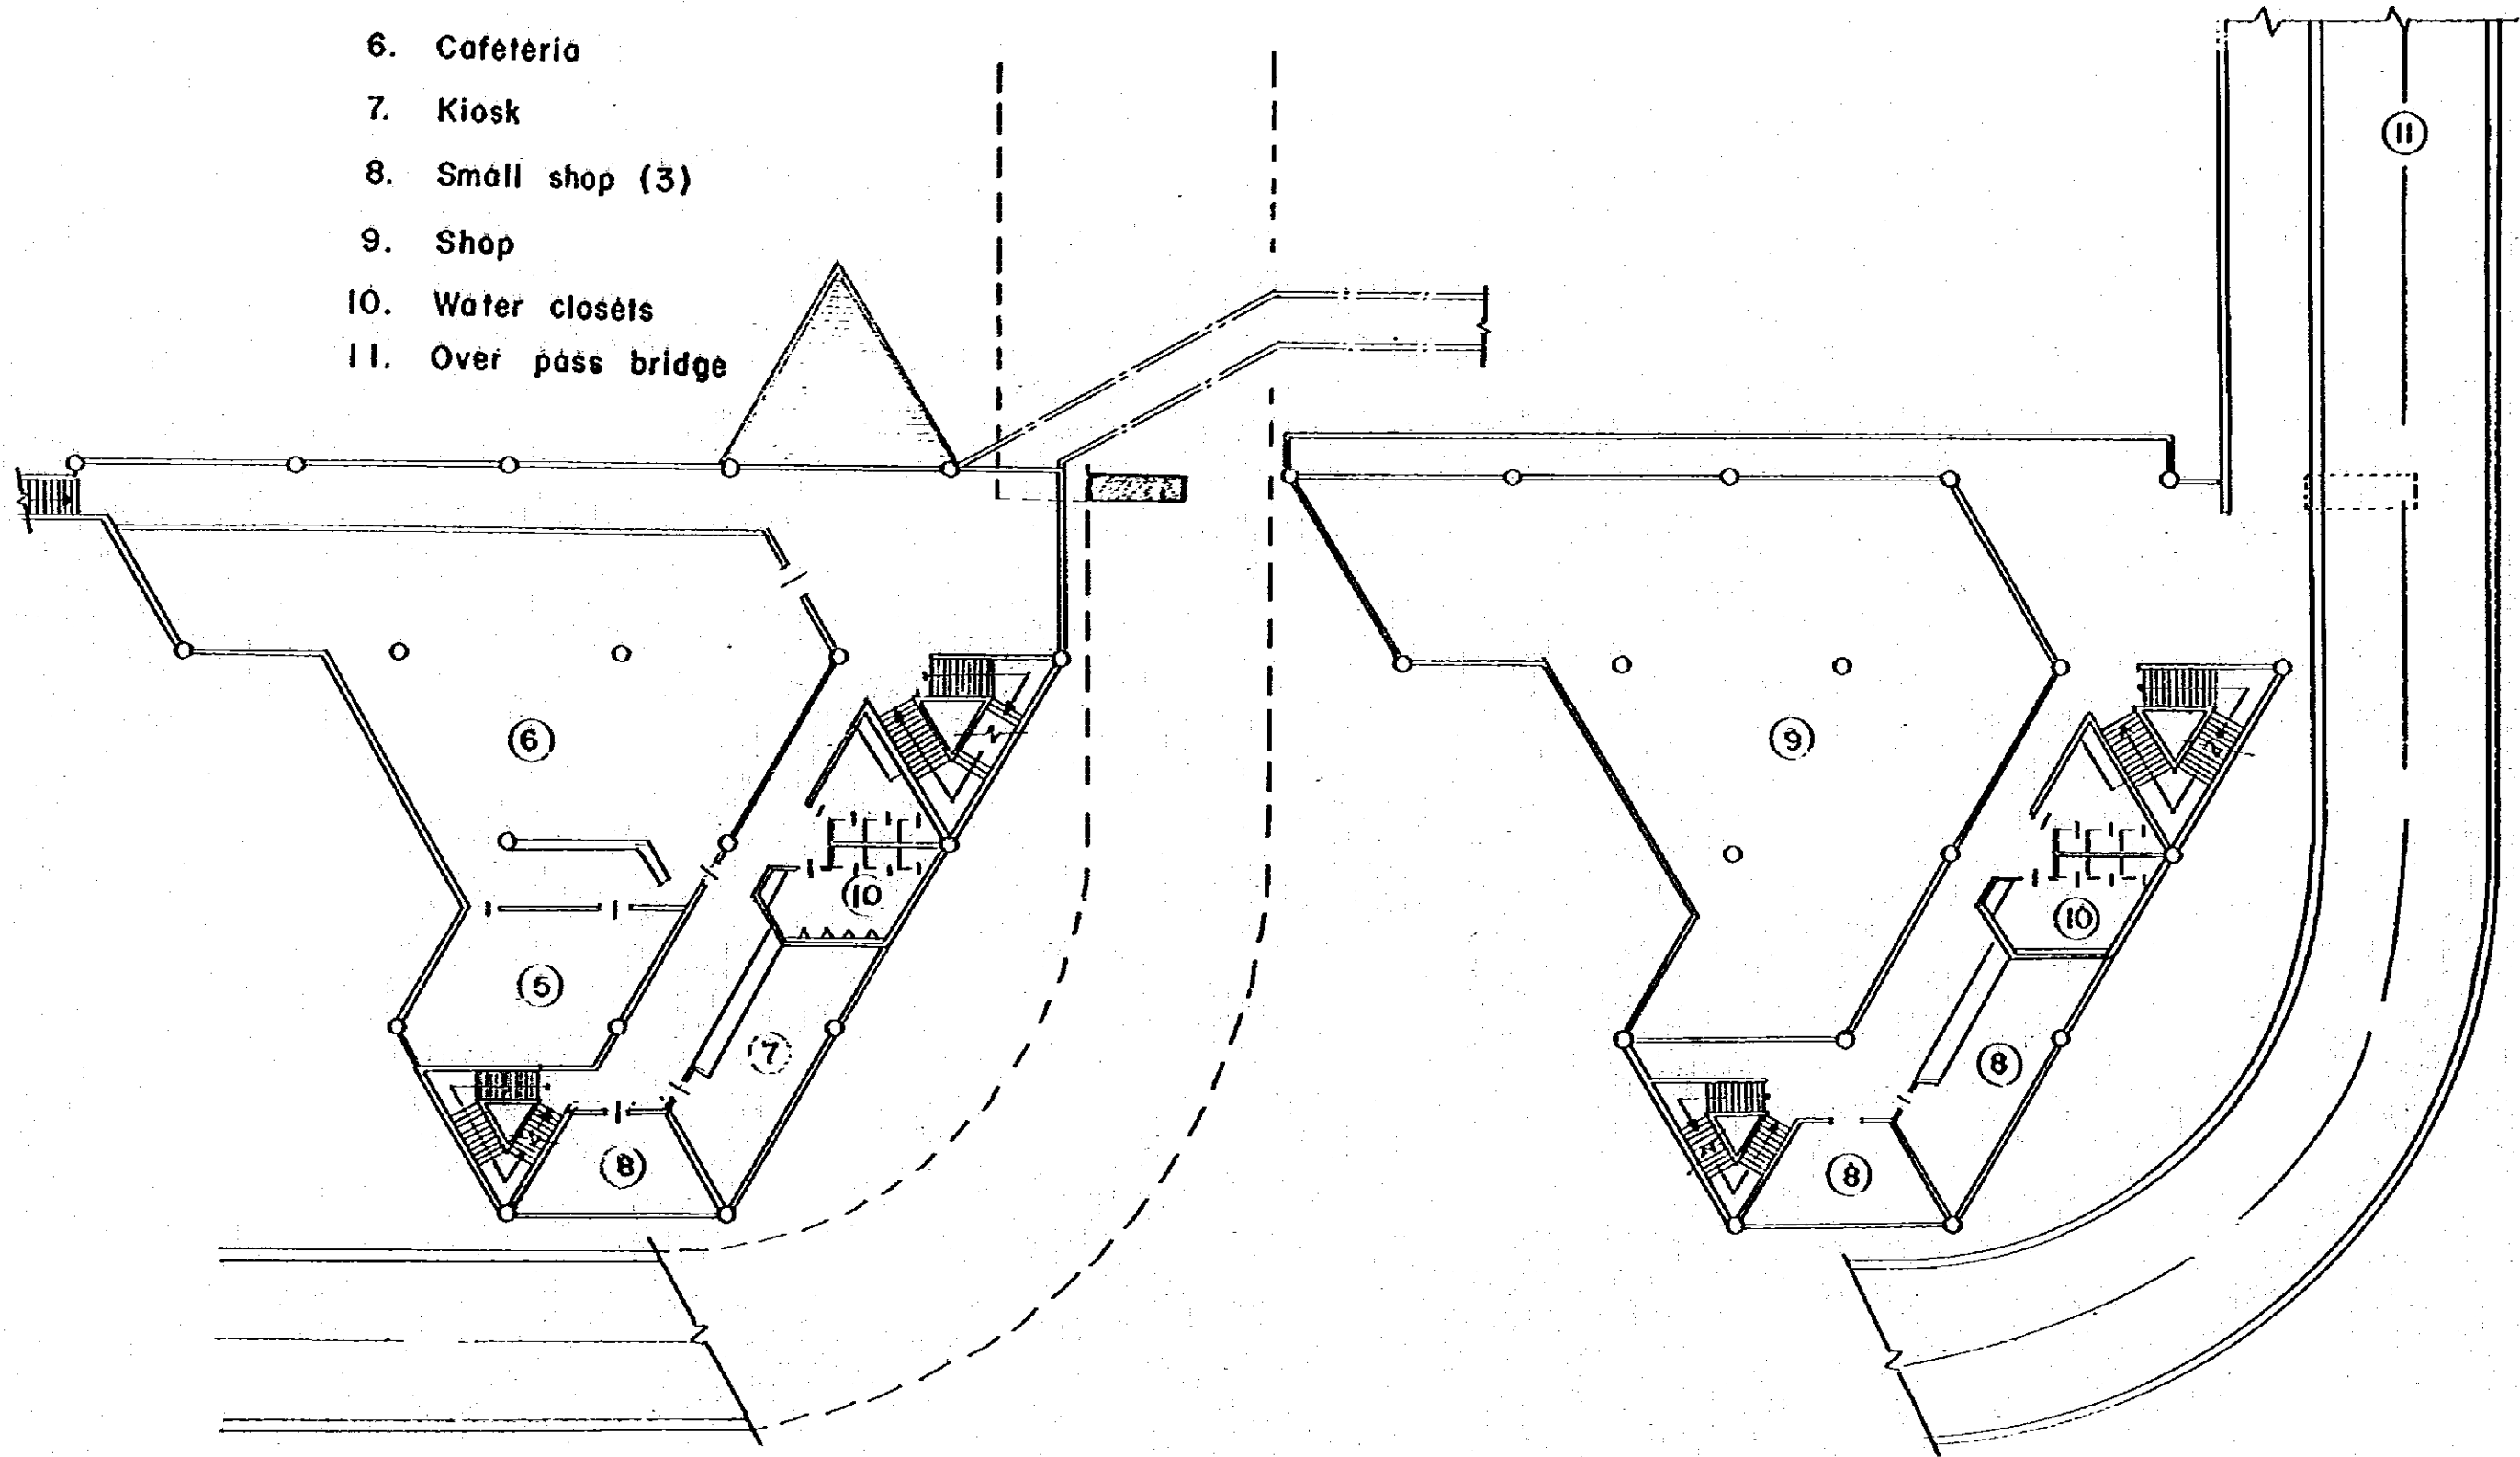 6. Cafeteria
7. Kiosk
8. Small shop (3)
9. Shop
10. Water closets
11. Over pass bridge
11
6
9
10
10
5
7
8
8
8